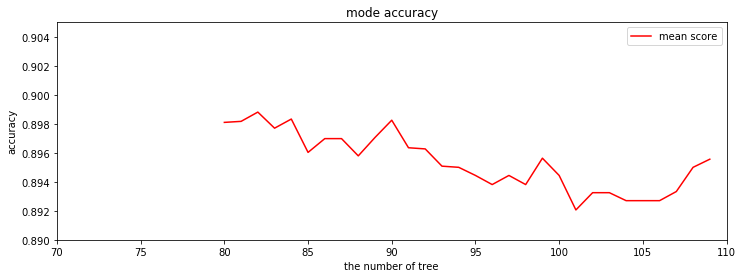 mode accuracy
mean score
accuracy
0.904
0.902
0.900
0.898
0.896
0.894
0.892
0.890
70 75 80 85 90 95 100 105 110
the number of tree